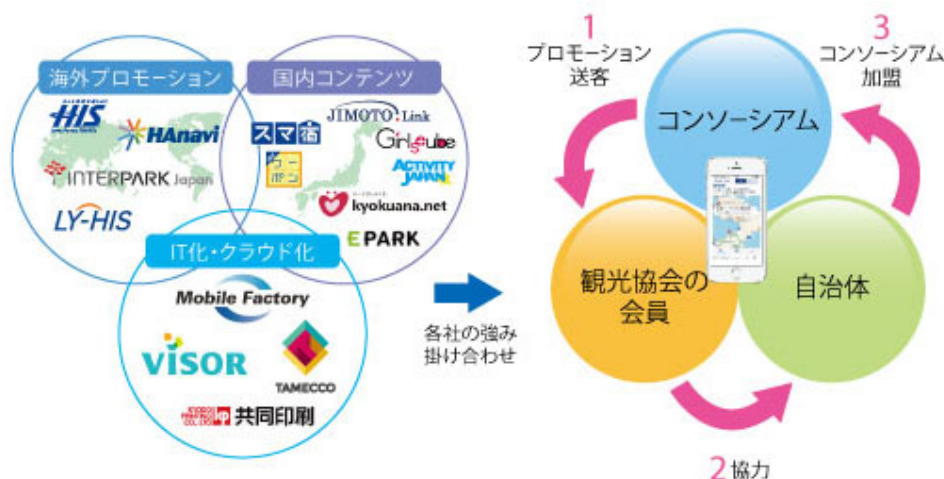 海外プロモーション
国内コンテンツ
HIS
HAnavi
INTERPARK Japan
LY-HIS
スマ宿
JIMOTO Link
ACTIVITY JAPAN
kyokuana.net
EPARK
IT化・クラウド化
Mobile Factory
VISOR
TAMECCO
共同印刷
各社の強み
掛け合わせ
1
プロモーション
送客
3
コンソーシアム
加盟
コンソーシアム
観光協会の
会員
自治体
2 協力